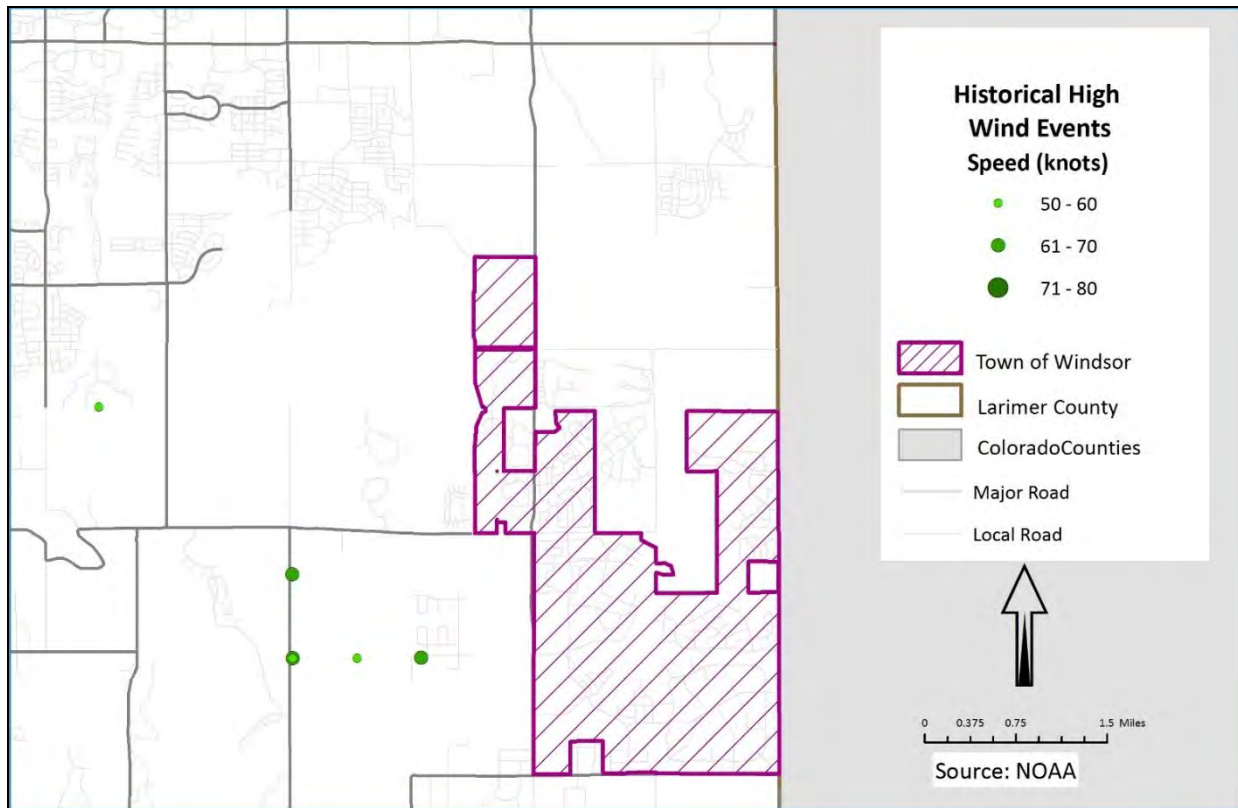 Historical High
Wind Events
Speed (knots)
50 - 60
61 - 70
71 - 80
Town of Windsor
Larimer County
ColoradoCounties
Major Road
Local Road
0 0.375 0.75 1.5 Miles
Source: NOAA